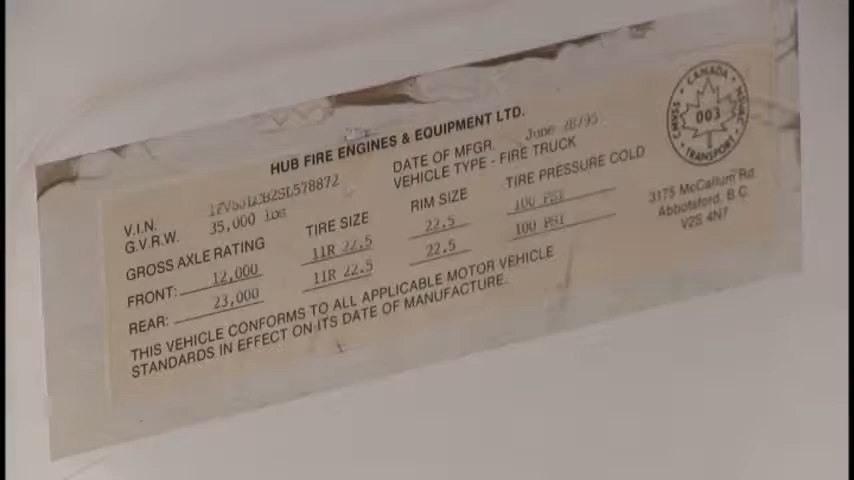 HUB FIRE ENGINES & EQUIPMENT LTD.
V.I.N.
DATE OF MFGR. June 28/95
G.V.R.W. 35,000 Lbs
VEHICLE TYPE - FIRE TRUCK
GROSS AXLE RATING TIRE SIZE RIM SIZE TIRE PRESSURE COLD
FRONT: 12,000 11R 22.5 22.5 100 PSI
REAR: 23,000 11R 22.5 22.5 100 PSI
THIS VEHICLE CONFORMS TO ALL APPLICABLE MOTOR VEHICLE
STANDARDS IN EFFECT ON ITS DATE OF MANUFACTURE.
CANADA
003
TRANSPORT
3175 McCallum Rd.
Abbotsford, B.C.
V2S 4N7